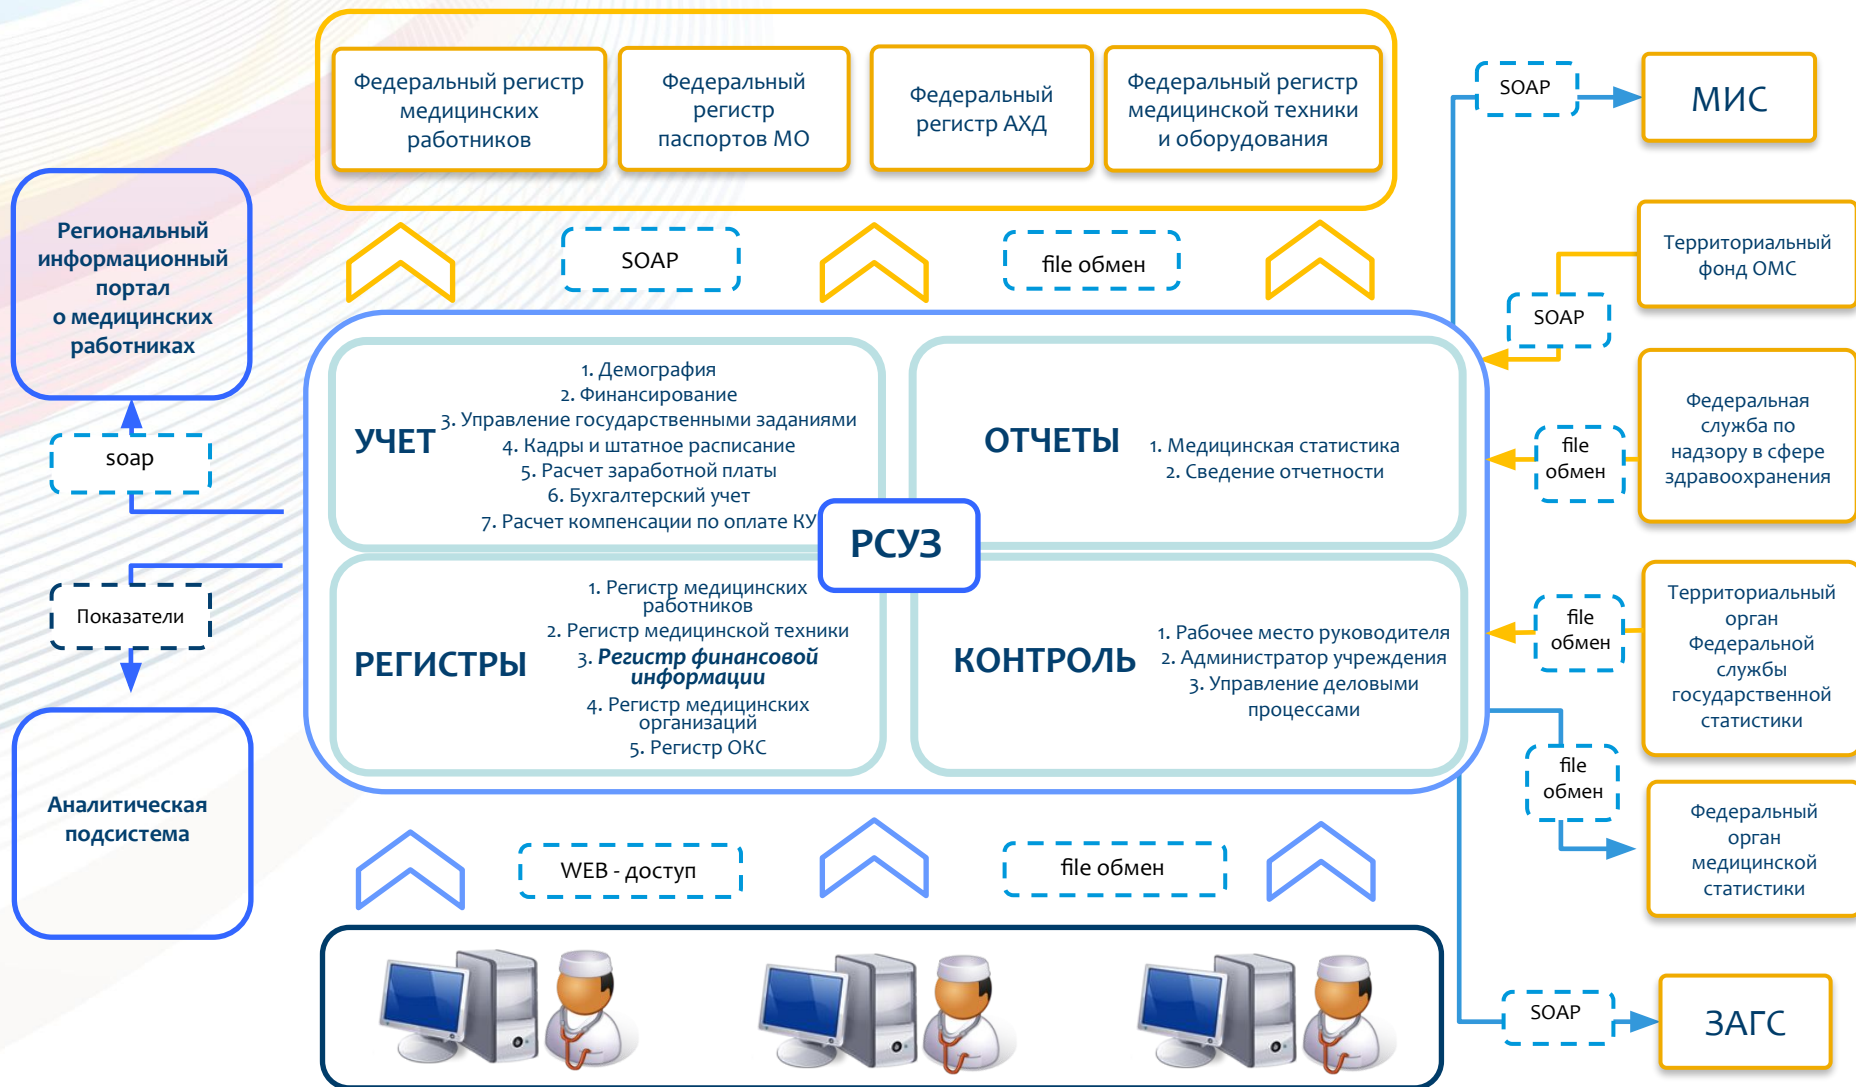 Федеральный регистр
медицинских
работников
Федеральный
регистр
паспортов МО
Федеральный
регистр АХД
Федеральный регистр
медицинской техники
и оборудования
SOAP
МИС
Региональный
информационный
портал
о медицинских
работниках
SOAP
file обмен
Территориальный
фонд ОМС
SOAP
soap
Показатели
Аналитическая
подсистема
УЧЕТ
1. Демография
2. Финансирование
3. Управление государственными заданиями
4. Кадры и штатное расписание
5. Расчет заработной платы
6. Бухгалтерский учет
7. Расчет компенсации по оплате КУ
ОТЧЕТЫ
1. Медицинская статистика
2. Сведение отчетности
РСУЗ
РЕГИСТРЫ
1. Регистр медицинских
работников
2. Регистр медицинской техники
3. Регистр финансовой
информации
4. Регистр медицинских
организаций
5. Регистр ОКС
КОНТРОЛЬ
1. Рабочее место руководителя
2. Администратор учреждения
3. Управление деловыми
процессами
file
обмен
Федеральная
служба по
надзору в сфере
здравоохранения
file
обмен
Территориальный
орган
Федеральной
службы
государственной
статистики
file
обмен
Федеральный
орган
медицинской
статистики
WEB - доступ
file обмен
SOAP
ЗАГС